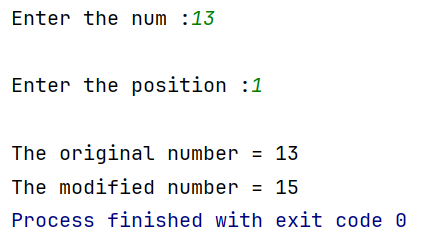 Enter the num :13
Enter the position :1
The original number = 13
The modified number = 15
Process finished with exit code 0